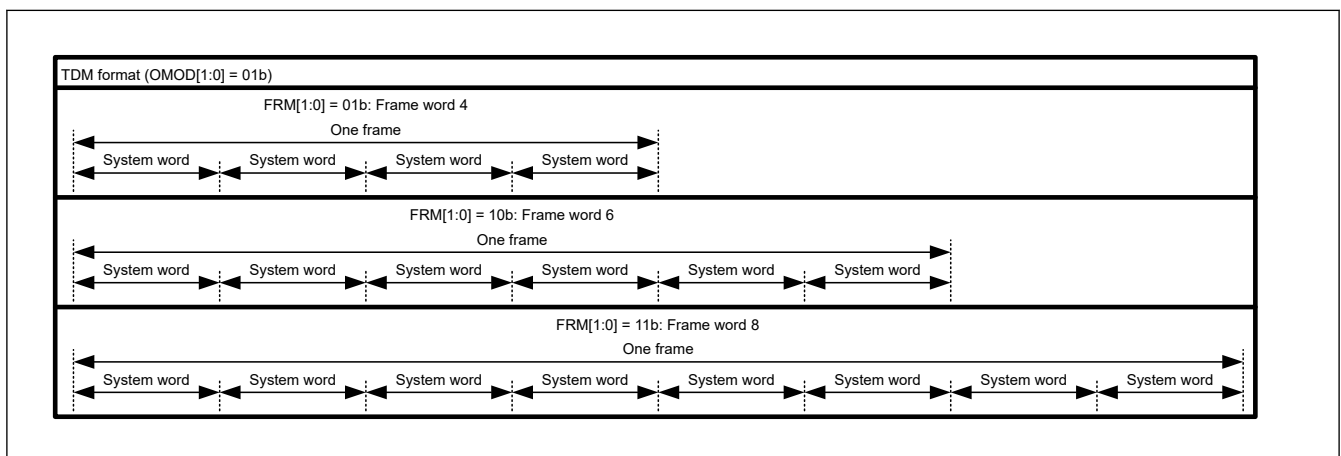 TDM format (OMOD[1:0] = 01b)
FRM[1:0] = 01b: Frame word 4
One frame
System word System word System word System word
FRM[1:0] = 10b: Frame word 6
One frame
System word System word System word System word System word System word
FRM[1:0] = 11b: Frame word 8
One frame
System word System word System word System word System word System word System word System word